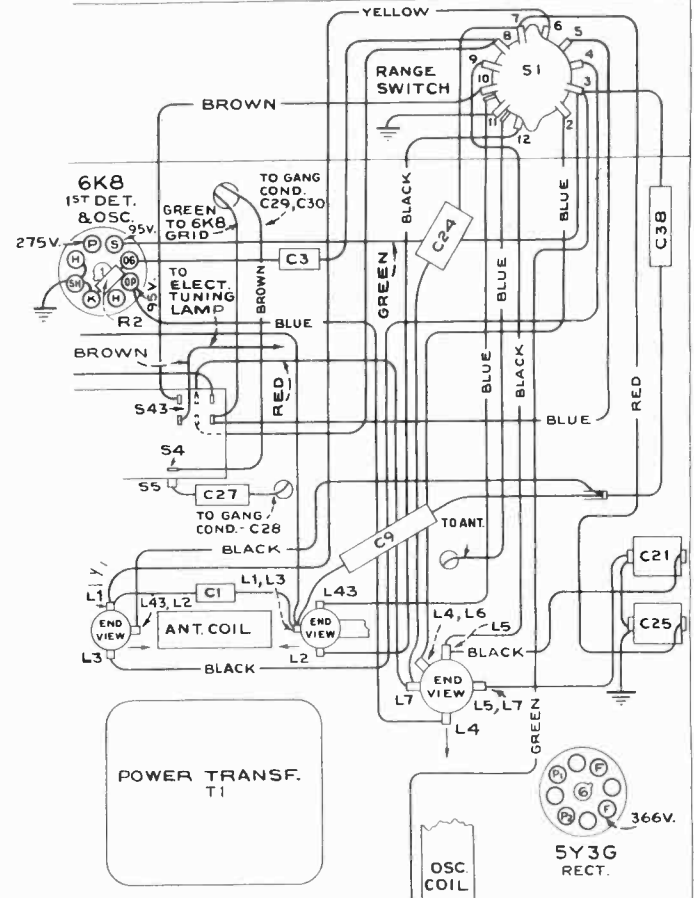 YELLOW
7
6
5
8
4
9
S1
3
10
RANGE
SWITCH
11
2
12
BROWN
6K8
1ST DET.
& OSC.
TO GANG
COND.
C29, C30
GREEN
TO 6K8
GRID
BLACK
C24
BLUE
C38
275V.
95V.
P
S
H
OG
1
SH
OP
K
H
95V.
C3
R2
TO
ELECT.
TUNING
LAMP
BROWN
GREEN
BLUE
BLUE
BROWN
RED
BLUE
BLACK
RED
S43
BLUE
S4
S5
C27
TO GANG
COND.- C28
BLACK
C9
TO ANT.
C21
L1
L43, L2
C1
L1, L3
L43
END
VIEW
ANT. COIL
END
VIEW
L4, L6
L5
C25
L3
BLACK
L2
BLACK
L7
END
VIEW
L5, L7
L4
GREEN
POWER TRANSF.
T1
P1
F
6
P2
F
366V.
5Y3G
RECT.
OSC.
COIL